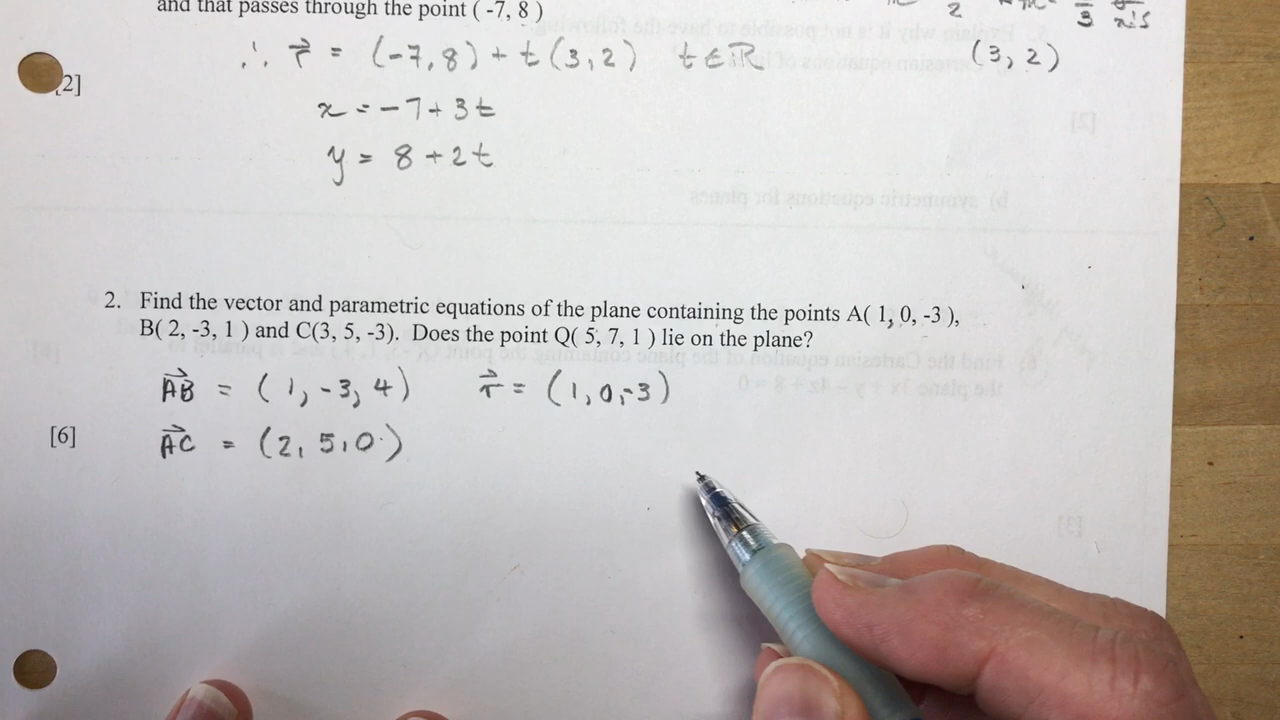 and that passes through the point ( -7, 8 )
∴ r⃗ = (-7,8) + t (3,2) t ∈ ℝ (3, 2)
[2]
x = -7 + 3t
y = 8 + 2t
2. Find the vector and parametric equations of the plane containing the points A( 1, 0, -3 ),
B( 2, -3, 1 ) and C(3, 5, -3). Does the point Q( 5, 7, 1 ) lie on the plane?
AB⃗ = ( 1, -3, 4 ) r⃗ = (1,0,-3)
[6]
AC⃗ = (2, 5, 0)